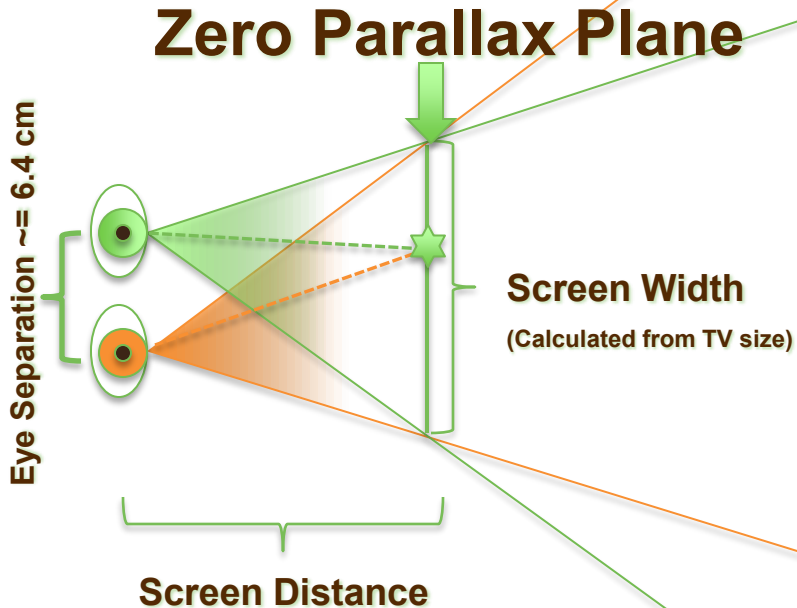 Zero Parallax Plane
Eye Separation ~= 6.4 cm
Screen Width
(Calculated from TV size)
Screen Distance